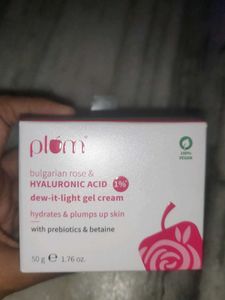 plum
100%
VEGAN
bulgarian rose &
HYALURONIC ACID 1%
dew-it-light gel cream
hydrates & plumps up skin
with prebiotics & betaine
50 g ℮ 1.76 oz.